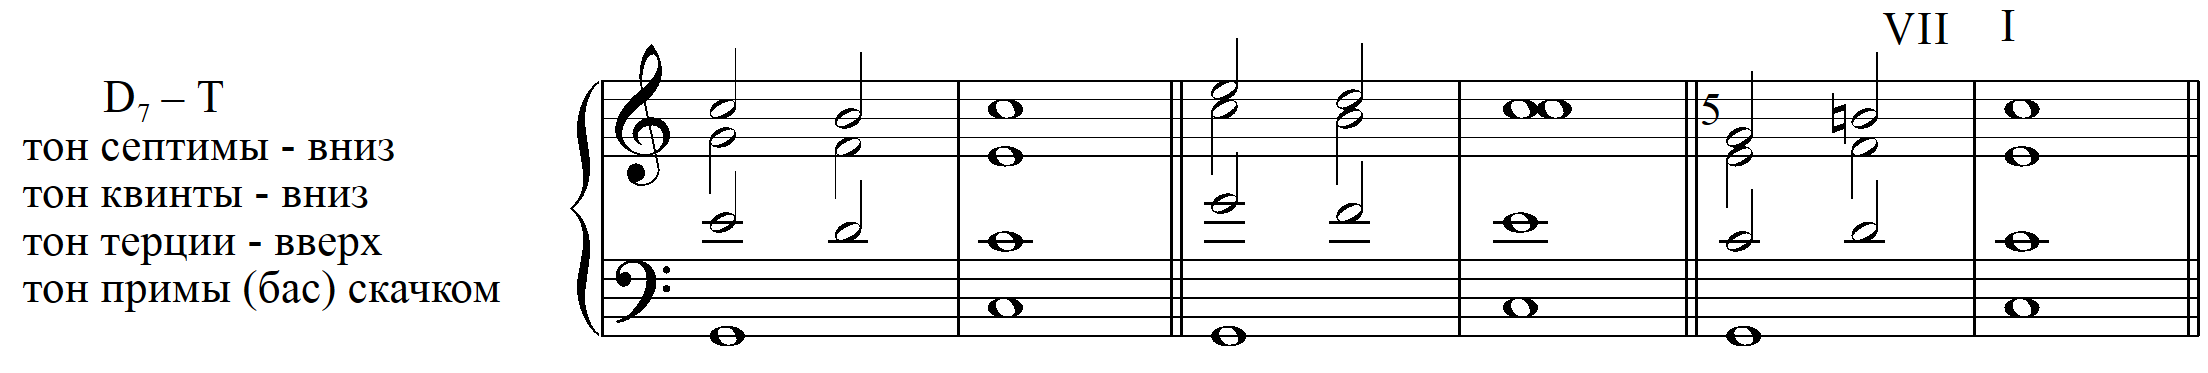 D7 – T
тон септимы - вниз
тон квинты - вниз
тон терции - вверх
тон примы (бас) скачком
5
VII I